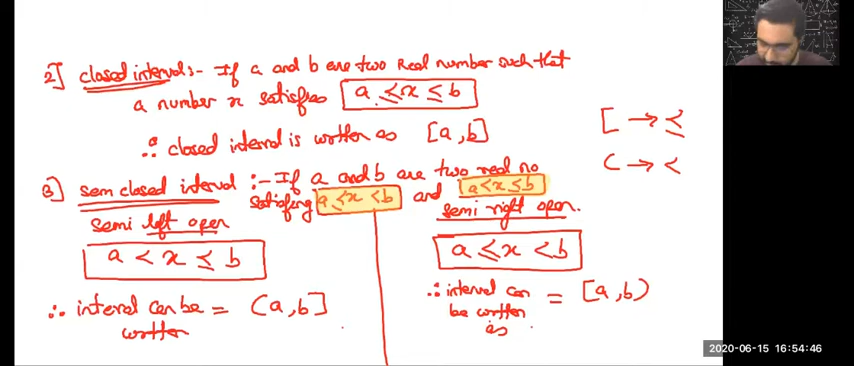 2] closed interval:- If a and b are two Real number such that
a number x satisfies a ≤ x ≤ b
∴ closed interval is written as [a,b]
[ → ≤
( → <
3] semi closed interval :- If a and b are two real no
satisfing a ≤ x < b and a < x ≤ b
semi left open
a < x ≤ b
∴ interval can be = (a,b]
written
semi right open.
a ≤ x < b
∴ interval can = [a,b)
be written
as
2020-06-15 16:54:46